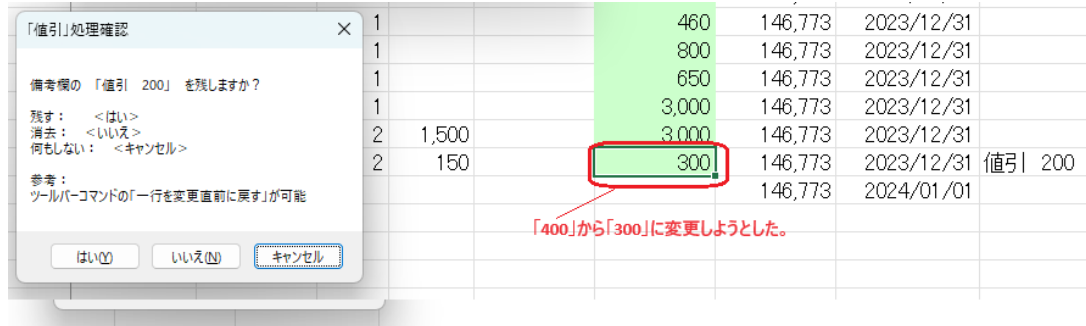 「値引」処理確認
備考欄の 「値引 200」 を残しますか？
残す： <はい>
消去： <いいえ>
何もしない： <キャンセル>
参考：
ツールバーコマンドの「一行を変更直前に戻す」が可能
はい(Y) いいえ(N) キャンセル
1 460 146,773 2023/12/31
1 800 146,773 2023/12/31
1 650 146,773 2023/12/31
1 3,000 146,773 2023/12/31
2 1,500 3,000 146,773 2023/12/31
2 150 300 146,773 2023/12/31 値引 200
146,773 2024/01/01
「400」から「300」に変更しようとした。